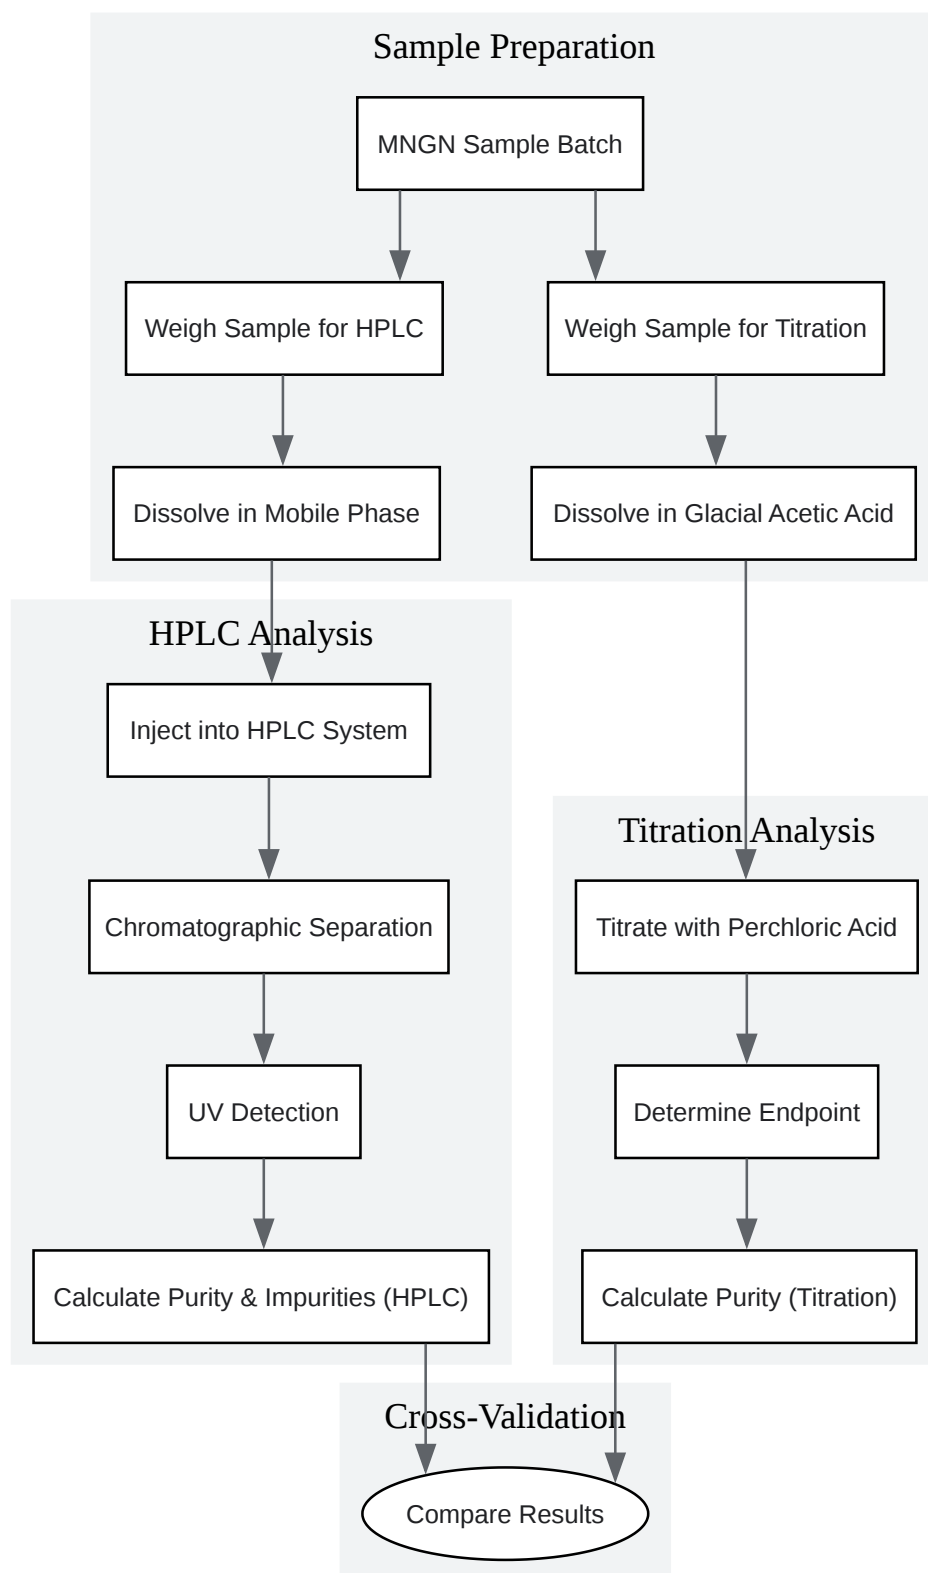 Sample Preparation
MNGN Sample Batch
Weigh Sample for HPLC
Weigh Sample for Titration
Dissolve in Mobile Phase
Dissolve in Glacial Acetic Acid
HPLC Analysis
Inject into HPLC System
Titration Analysis
Chromatographic Separation
Titrate with Perchloric Acid
UV Detection
Determine Endpoint
Calculate Purity & Impurities (HPLC)
Calculate Purity (Titration)
Cross-Validation
Compare Results